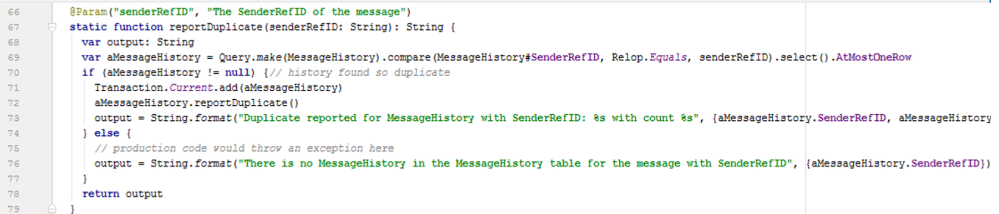 66 @Param("senderRefID", "The SenderRefID of the message")
67 static function reportDuplicate(senderRefID: String): String {
68 var output: String
69 var aMessageHistory = Query.make(MessageHistory).compare(MessageHistory#SenderRefID, Relop.Equals, senderRefID).select().AtMostOneRow
70 if (aMessageHistory != null) {// history found so duplicate
71 Transaction.Current.add(aMessageHistory)
72 aMessageHistory.reportDuplicate()
73 output = String.format("Duplicate reported for MessageHistory with SenderRefID: %s with count %s", {aMessageHistory.SenderRefID, aMessageHistory
74 } else {
75 // production code would throw an exception here
76 output = String.format("There is no MessageHistory in the MessageHistory table for the message with SenderRefID", {aMessageHistory.SenderRefID})
77 }
78 return output
79 }